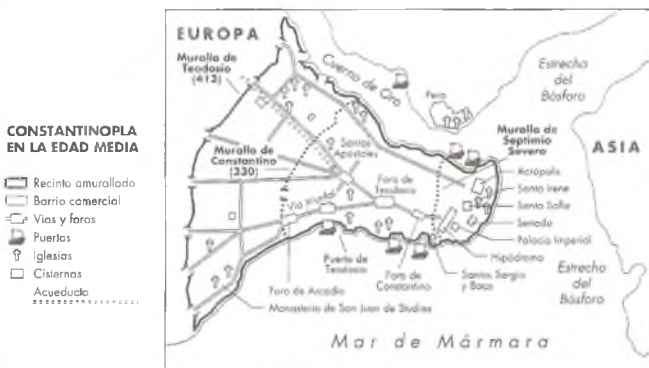 CONSTANTINOPLA
EN LA EDAD MEDIA
Recinto amurallado
Barrio comercial
Vías y foros
Puertos
Iglesias
Cisternas
Acueducto
EUROPA
Muralla de
Teodosio
(413)
Cuerno de Oro
Pera
Estrecho
del
Bósforo
ASIA
Muralla de
Septimio
Severo
Muralla de
Constantino
(330)
Santos
Apóstoles
Foro de
Teodosio
Vía triunfal
Acrópolis
Santa Irene
Santa Sofía
Senado
Palacio Imperial
Hipódromo
Puerto de
Teodosio
Foro de
Constantino
Santos Sergio
y Baco
Foro de Arcadio
Monasterio de San Juan de Studios
Estrecho
del
Bósforo
Mar de Mármara